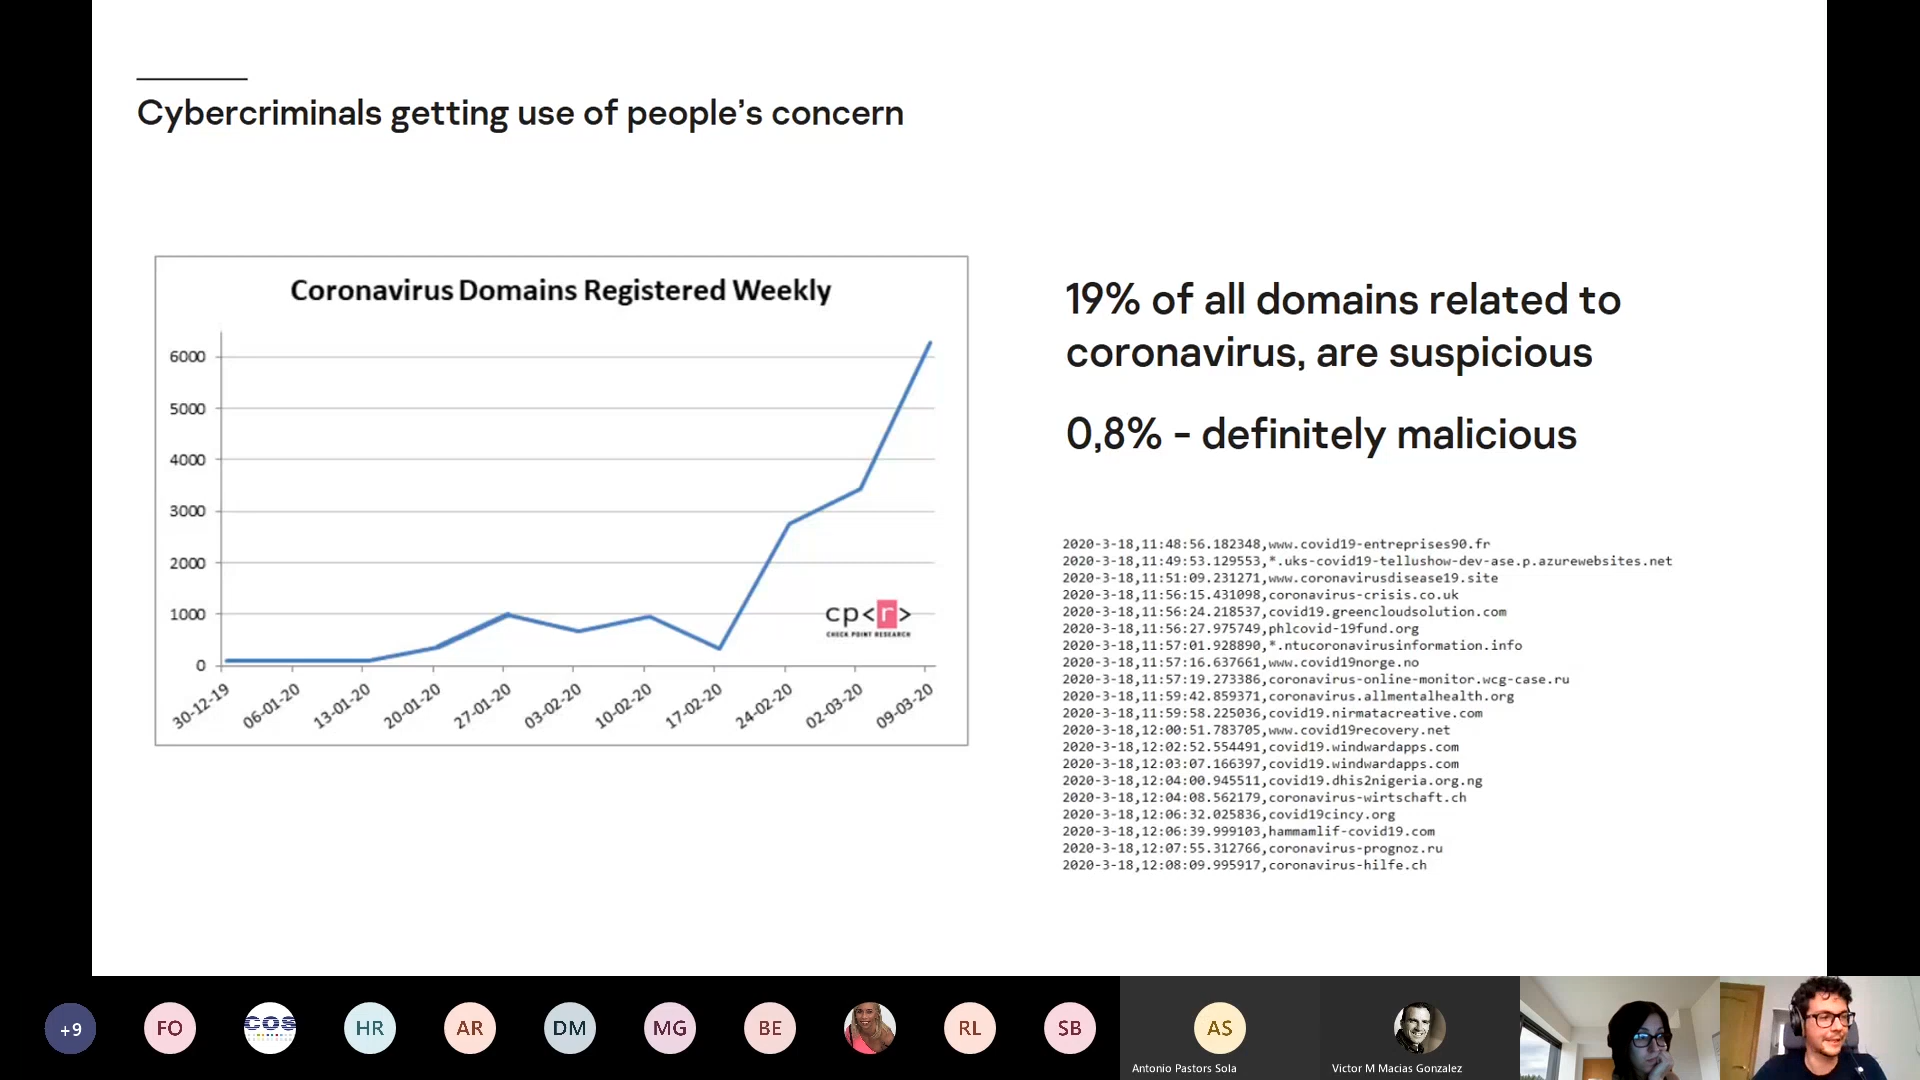 Cybercriminals getting use of people's concern
Coronavirus Domains Registered Weekly
6000
5000
4000
3000
2000
1000
0
30-12-19
06-01-20
13-01-20
20-01-20
27-01-20
03-02-20
10-02-20
17-02-20
24-02-20
02-03-20
09-03-20
cp<r>
CHECK POINT RESEARCH
19% of all domains related to
coronavirus, are suspicious
0,8% - definitely malicious
2020-3-18,11:48:56.182348,www.covid19-entreprises90.fr
2020-3-18,11:49:53.129553,*.uks-covid19-tellushow-dev-ase.p.azurewebsites.net
2020-3-18,11:51:09.231271,www.coronavirusdisease19.site
2020-3-18,11:56:15.431098,coronavirus-crisis.co.uk
2020-3-18,11:56:24.218537,covid19.greencloudsolution.com
2020-3-18,11:56:27.975749,phlcovid-19fund.org
2020-3-18,11:57:01.928890,*.ntucoronavirusinformation.info
2020-3-18,11:57:16.637661,www.covid19norge.no
2020-3-18,11:57:19.273386,coronavirus-online-monitor.wcg-case.ru
2020-3-18,11:59:42.859371,coronavirus.allmentalhealth.org
2020-3-18,11:59:58.225036,covid19.nirmatacreative.com
2020-3-18,12:00:51.783705,www.covid19recovery.net
2020-3-18,12:02:52.554491,covid19.windwardapps.com
2020-3-18,12:03:07.166397,covid19.windwardapps.com
2020-3-18,12:04:00.945511,covid19.dhis2nigeria.org.ng
2020-3-18,12:04:08.562179,coronavirus-wirtschaft.ch
2020-3-18,12:06:32.025836,covid19cincy.org
2020-3-18,12:06:39.999103,hammamlif-covid19.com
2020-3-18,12:07:55.312766,coronavirus-prognoz.ru
2020-3-18,12:08:09.995917,coronavirus-hilfe.ch
+9
FO
cos
HR
AR
DM
MG
BE
RL
SB
AS
Antonio Pastors Sola
Victor M Macias Gonzalez